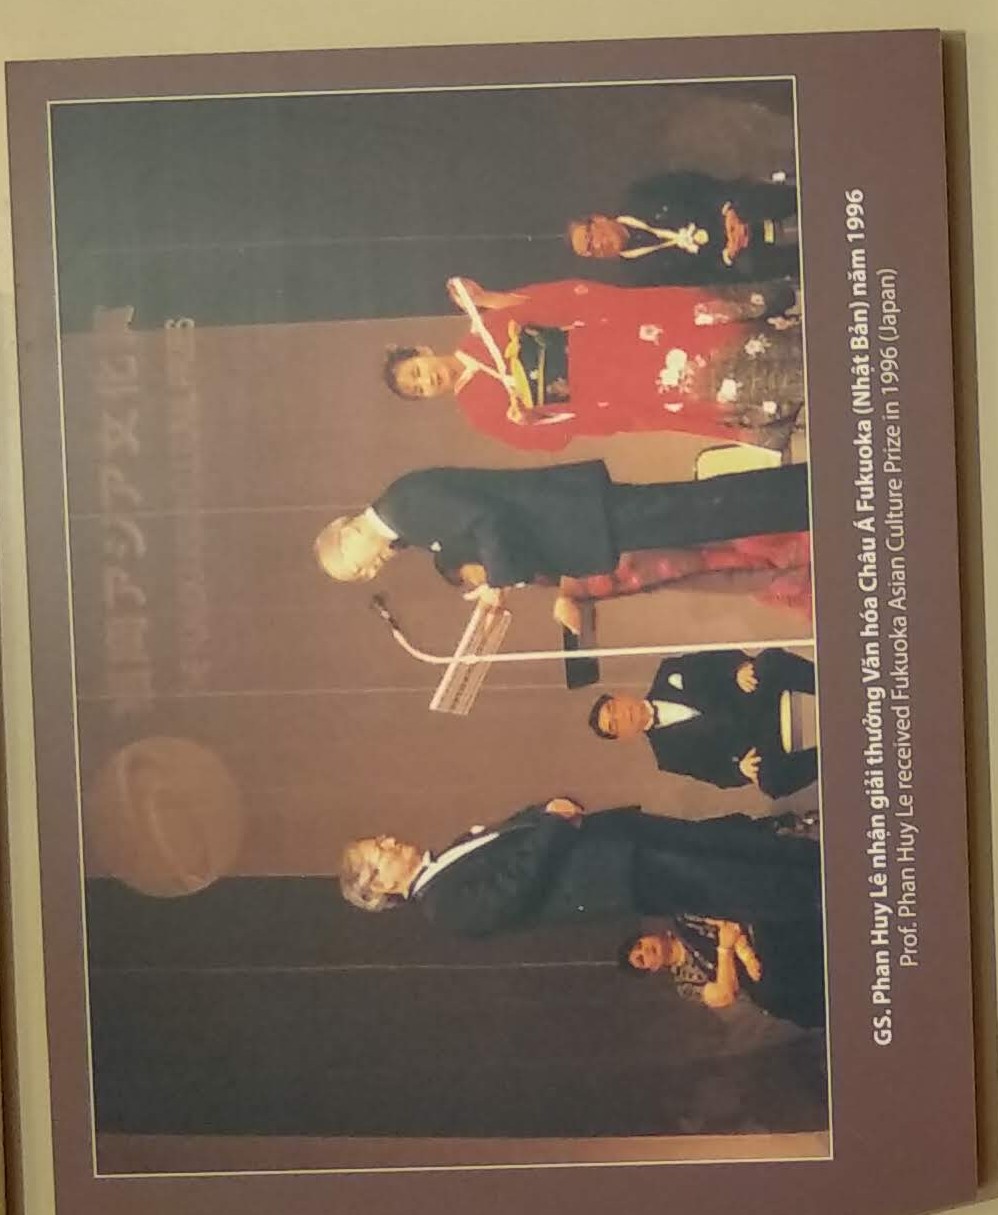 福岡アジア文化賞
GS. Phan Huy Lê nhận giải thưởng Văn hóa Châu Á Fukuoka (Nhật Bản) năm 1996
Prof. Phan Huy Le received Fukuoka Asian Culture Prize in 1996 (Japan)